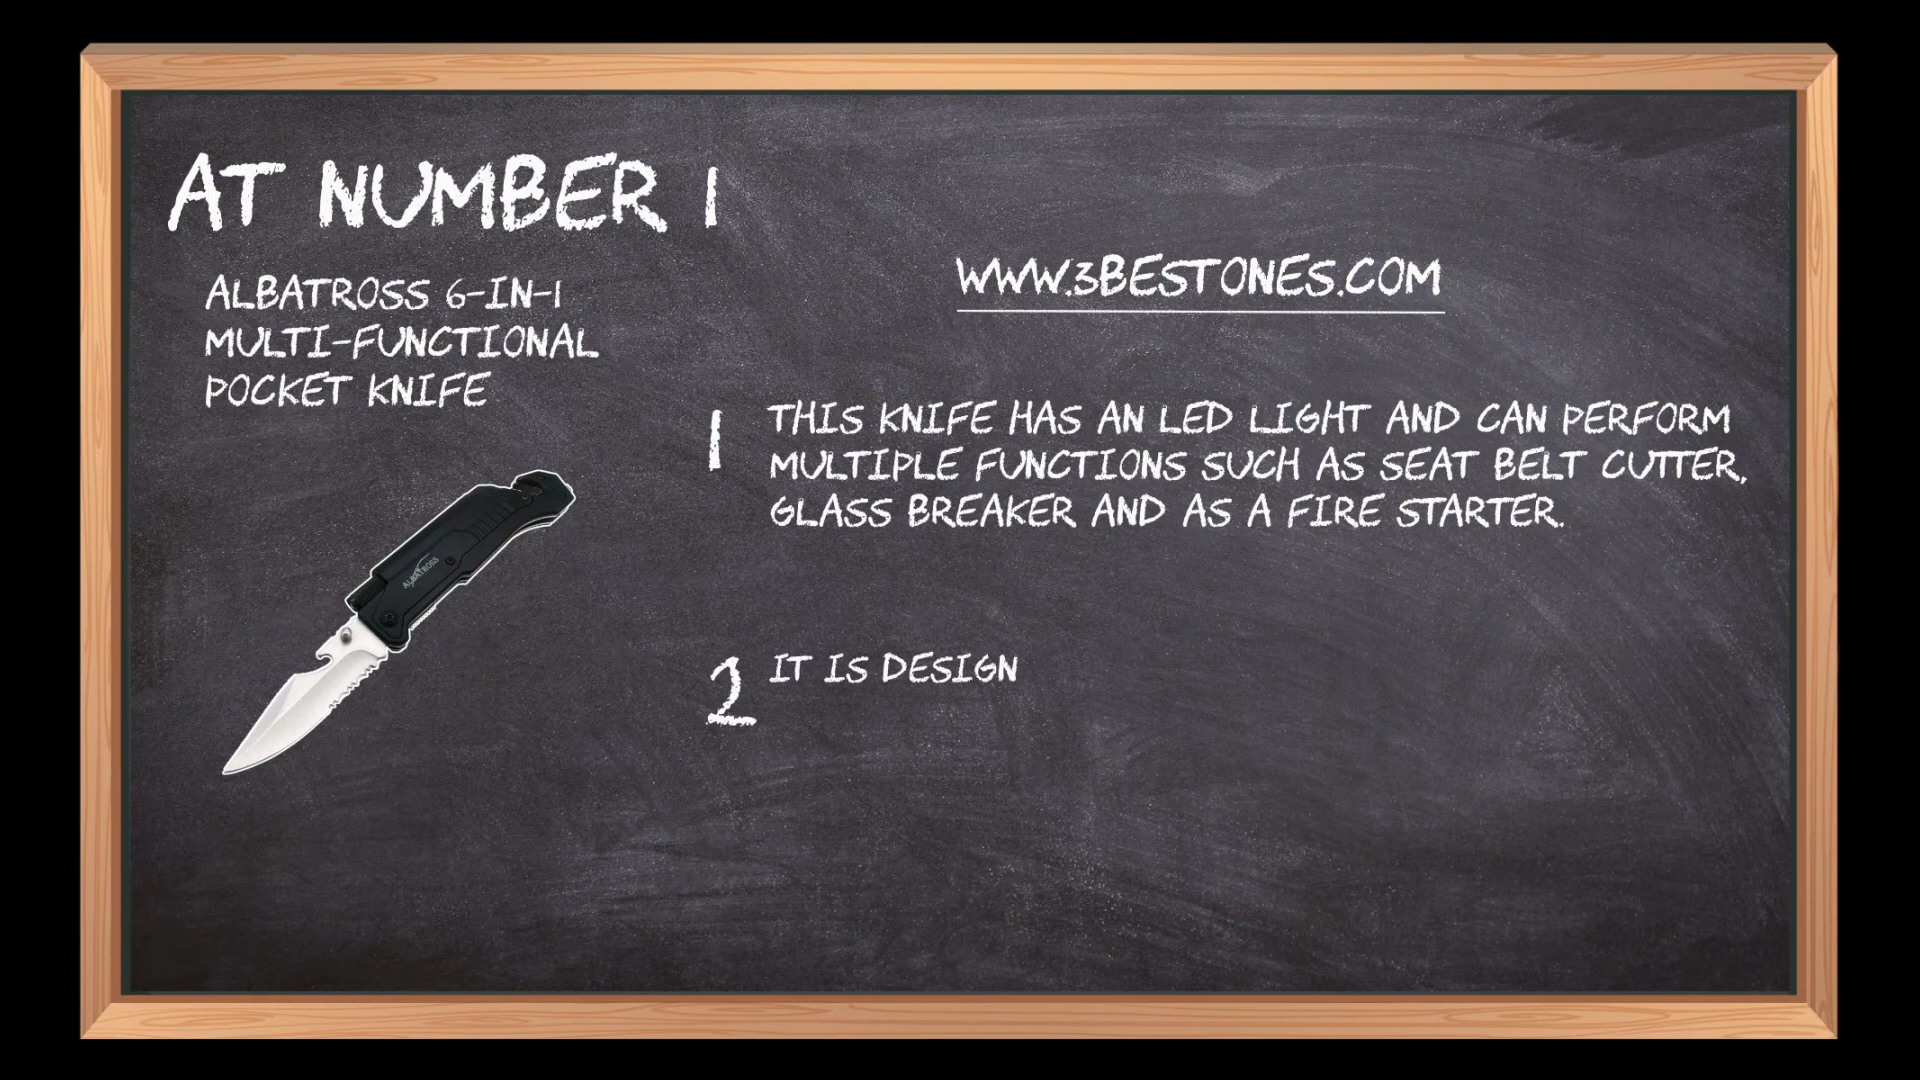 AT NUMBER 1
ALBATROSS 6-IN-1
MULTI-FUNCTIONAL
POCKET KNIFE
WWW.3BESTONES.COM
1 THIS KNIFE HAS AN LED LIGHT AND CAN PERFORM
MULTIPLE FUNCTIONS SUCH AS SEAT BELT CUTTER,
GLASS BREAKER AND AS A FIRE STARTER.
2 IT IS DESIGN
ALBATROSS